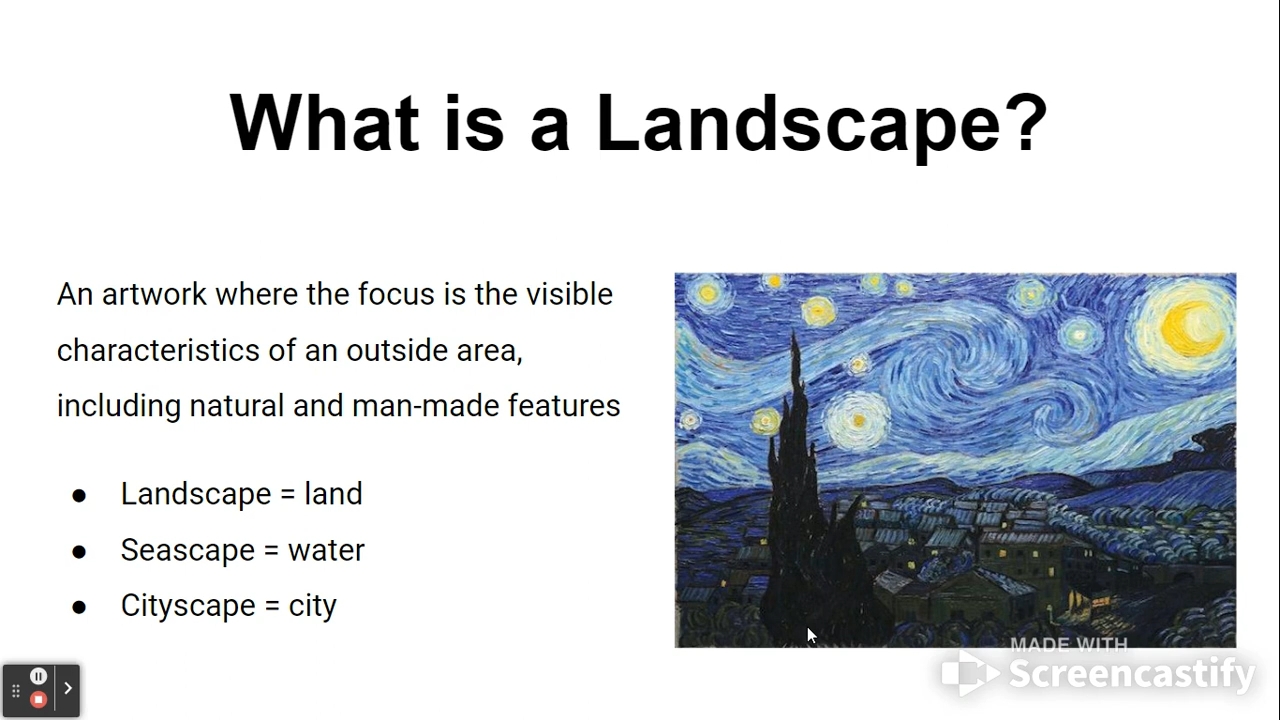 What is a Landscape?
An artwork where the focus is the visible
characteristics of an outside area,
including natural and man-made features
● Landscape = land
● Seascape = water
● Cityscape = city
MADE WITH
Screencastify